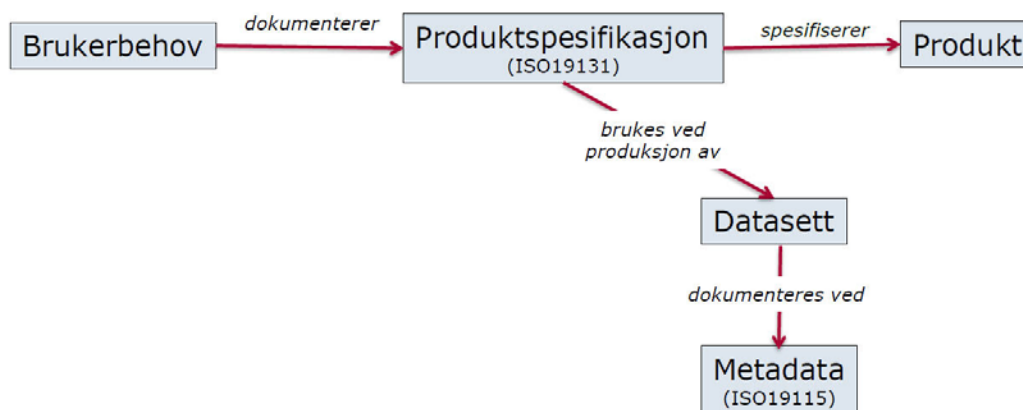 dokumenterer
Brukerbehov
Produktspesifikasjon
(ISO19131)
spesifiserer
Produkt
brukes ved
produksjon av
Datasett
dokumenteres ved
Metadata
(ISO19115)